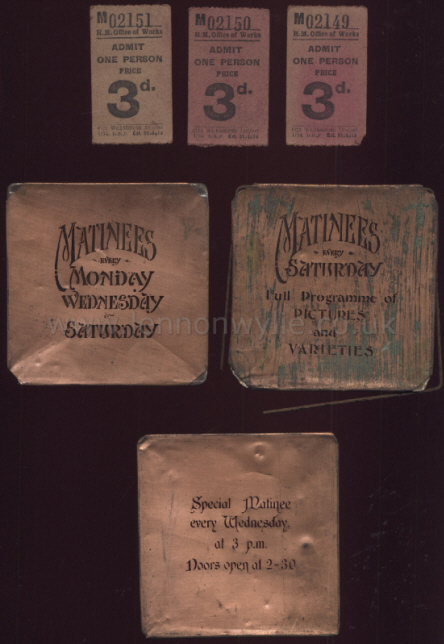 M02151
H.M. Office of Works
ADMIT
ONE PERSON
PRICE
3d.
M02150
H.M. Office of Works
ADMIT
ONE PERSON
PRICE
3d.
M02149
H.M. Office of Works
ADMIT
ONE PERSON
PRICE
3d.
MATINEES
EVERY
MONDAY
WEDNESDAY
SATURDAY
MATINEES
EVERY
SATURDAY
Full Programme of
PICTURES
and
VARIETIES
Special Matinee
every Wednesday,
at 3 p.m.
Doors open at 2-30